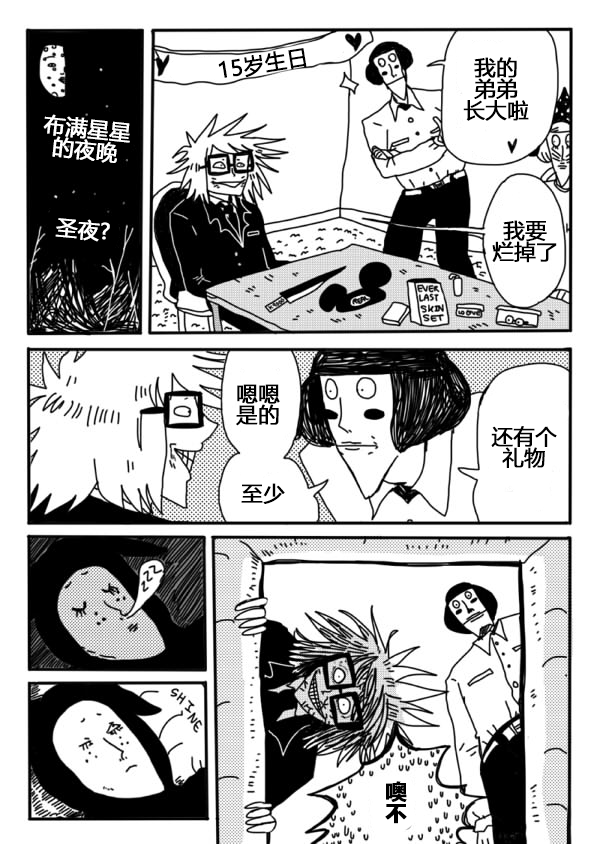 布满星星
的夜晚
圣夜?
15岁生日
我的
弟弟
长大啦
我要
烂掉了
REAL
EVER
LAST
SKIN
SET
嗯嗯
是的
至少
还有个
礼物
ZZZ
SHINE
噢
不